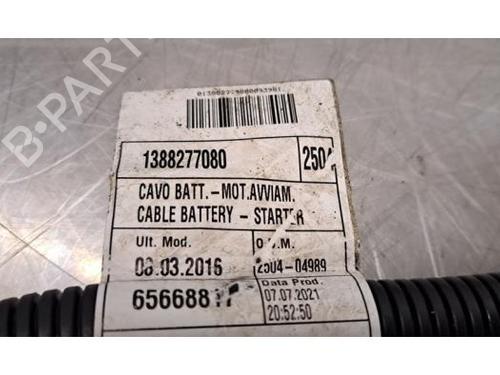 1388277080 2504
CAVO BATT.-MOT.AVVIAM.
CABLE BATTERY - STARTER
Ult. Mod.
08.03.2016 2504-04989
Data Prod.
07.07.2021
20:52:50
B-PARTS